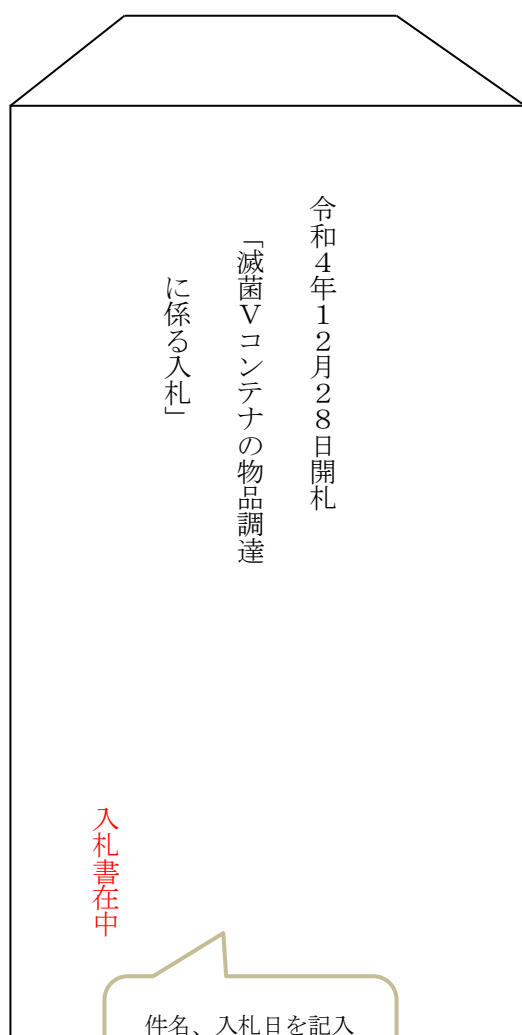 令和４年１２月２８日開札
「滅菌Ｖコンテナの物品調達
に係る入札」
入札書在中
件名、入札日を記入